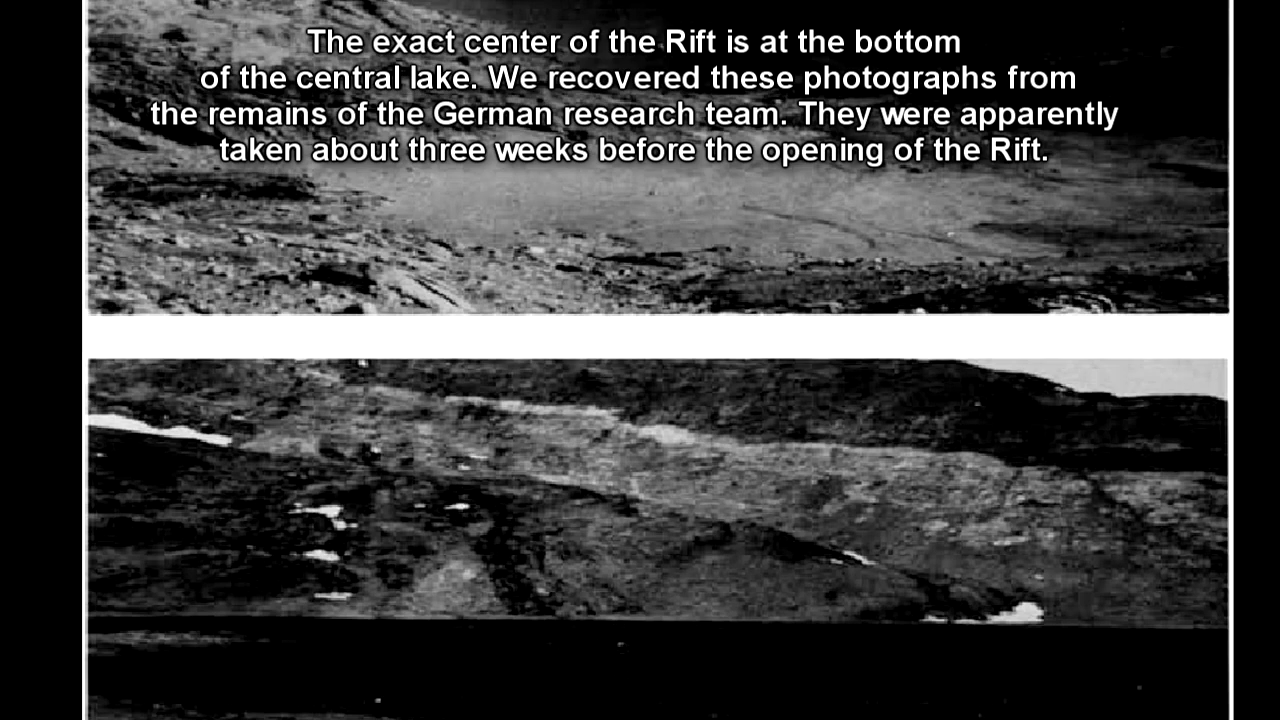 The exact center of the Rift is at the bottom
of the central lake. We recovered these photographs from
the remains of the German research team. They were apparently
taken about three weeks before the opening of the Rift.